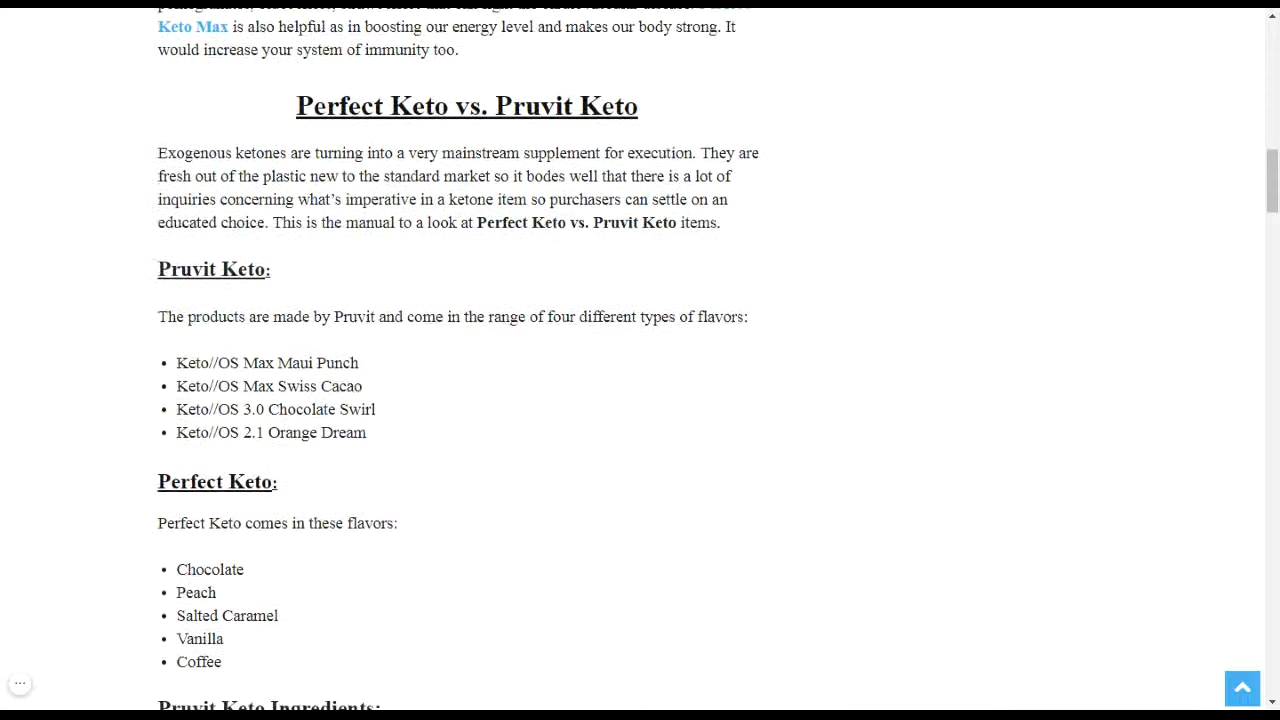 Keto Max is also helpful as in boosting our energy level and makes our body strong. It
would increase your system of immunity too.
Perfect Keto vs. Pruvit Keto
Exogenous ketones are turning into a very mainstream supplement for execution. They are
fresh out of the plastic new to the standard market so it bodes well that there is a lot of
inquiries concerning what's imperative in a ketone item so purchasers can settle on an
educated choice. This is the manual to a look at Perfect Keto vs. Pruvit Keto items.
Pruvit Keto:
The products are made by Pruvit and come in the range of four different types of flavors:
• Keto//OS Max Maui Punch
• Keto//OS Max Swiss Cacao
• Keto//OS 3.0 Chocolate Swirl
• Keto//OS 2.1 Orange Dream
Perfect Keto:
Perfect Keto comes in these flavors:
• Chocolate
• Peach
• Salted Caramel
• Vanilla
• Coffee
Pruvit Keto Ingredients: